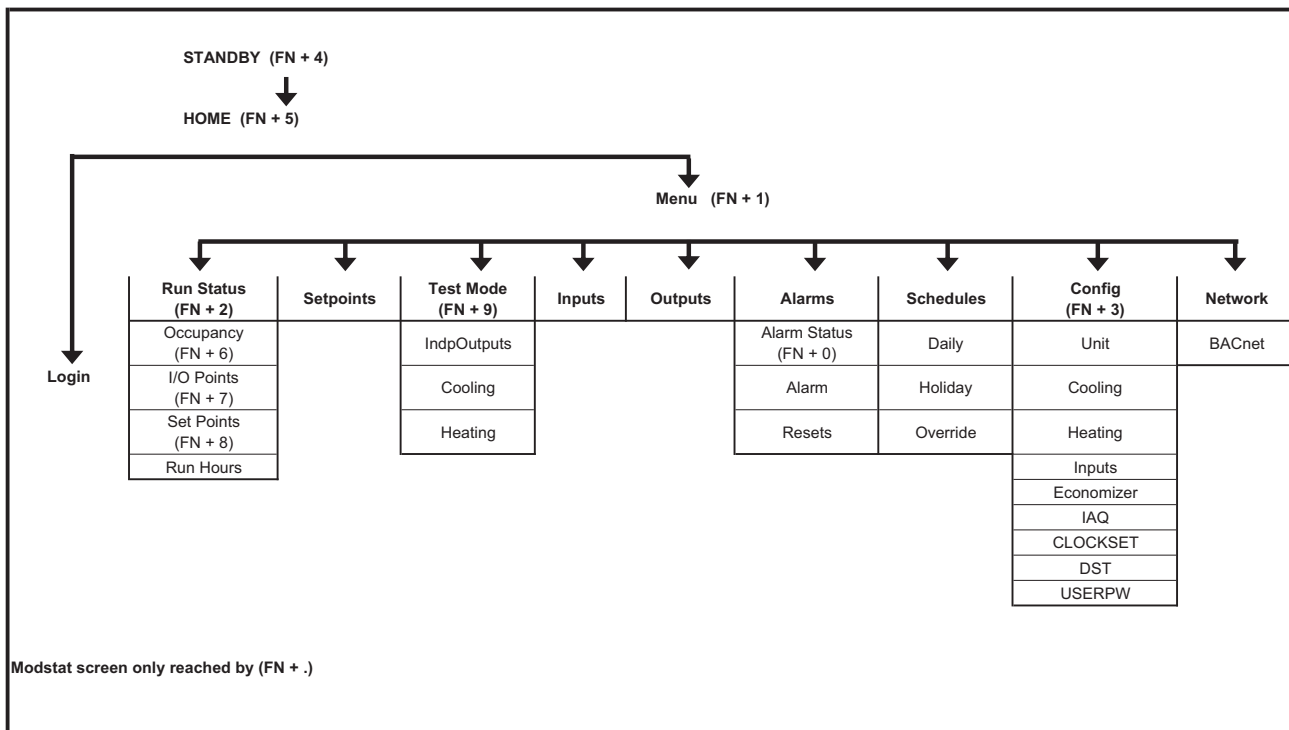 STANDBY (FN + 4)
HOME (FN + 5)
Menu (FN + 1)
Login
Run Status
(FN + 2)
Occupancy
(FN + 6)
I/O Points
(FN + 7)
Set Points
(FN + 8)
Run Hours
Setpoints
Test Mode
(FN + 9)
IndpOutputs
Cooling
Heating
Inputs
Outputs
Alarms
Alarm Status
(FN + 0)
Alarm
Resets
Schedules
Daily
Holiday
Override
Config
(FN + 3)
Unit
Cooling
Heating
Inputs
Economizer
IAQ
CLOCKSET
DST
USERPW
Network
BACnet
Modstat screen only reached by (FN + .)